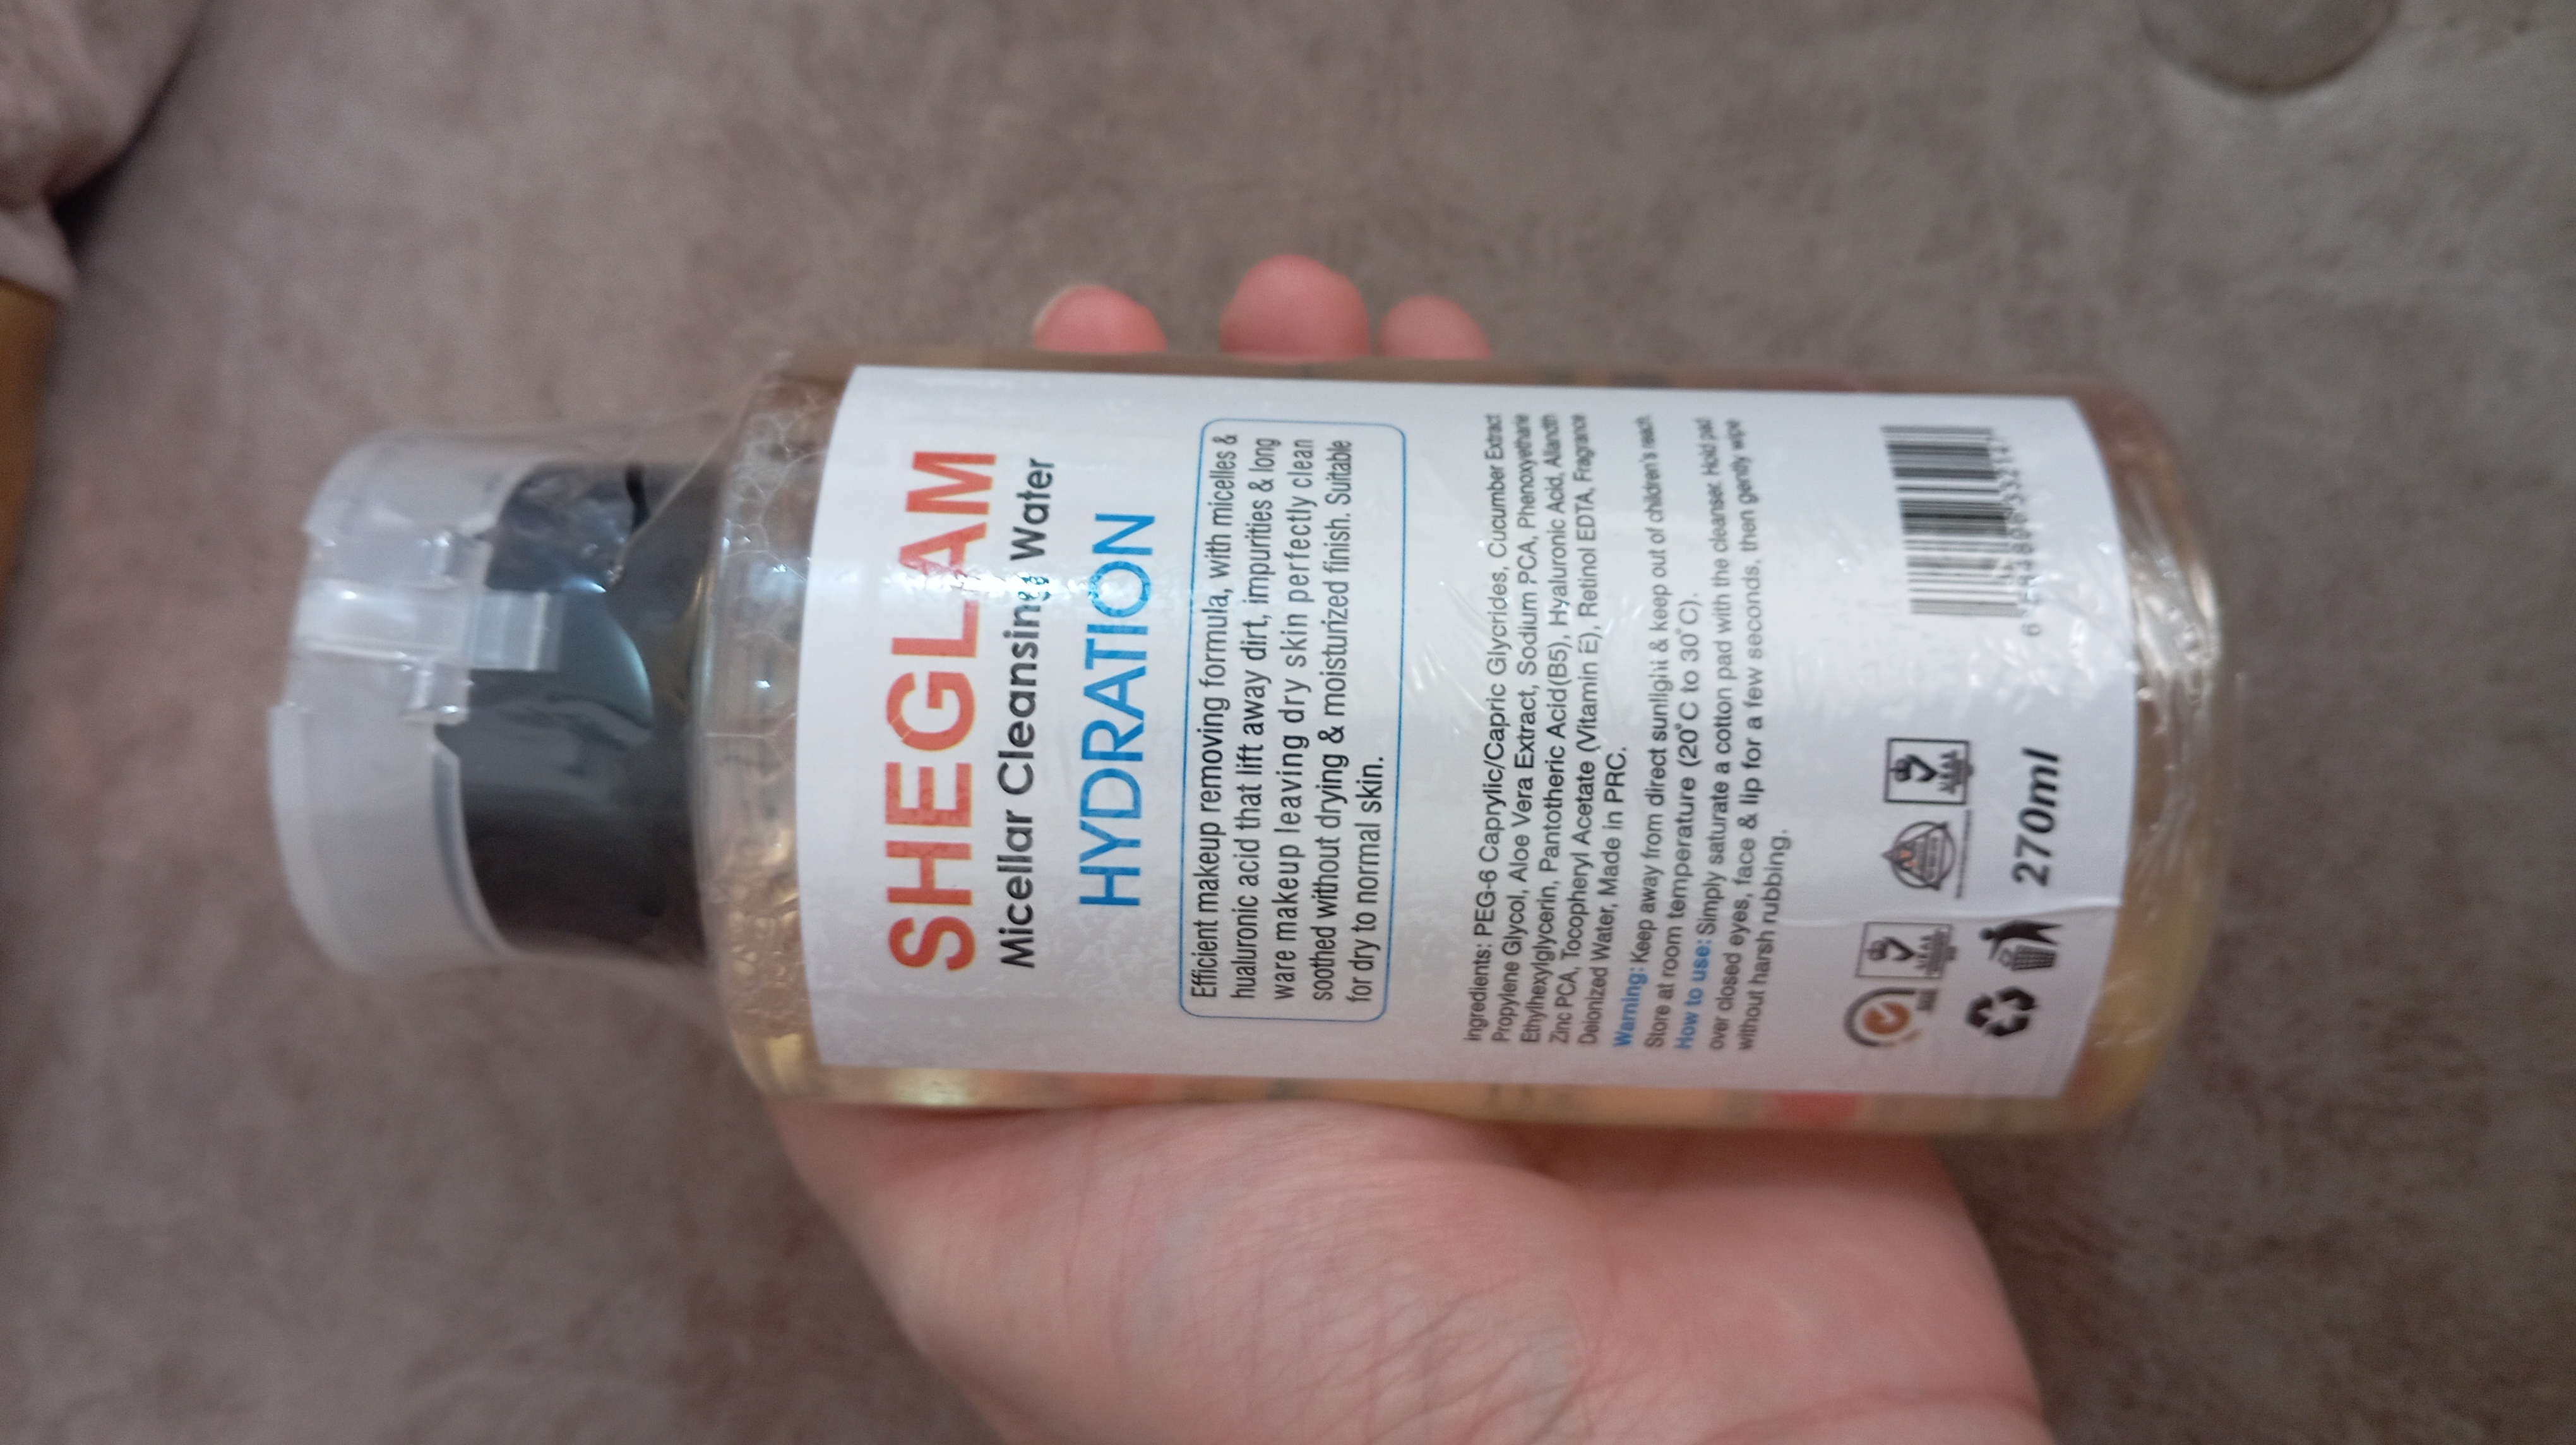 SHEGLAM
Micellar Cleansing Water
HYDRATION
Efficient makeup removing formula, with micelles &
hualuronic acid that lift away dirt, impurities & long
ware makeup leaving dry skin perfectly clean
soothed without drying & moisturized finish. Suitable
for dry to normal skin.
Ingredients: PEG-6 Caprylic/Capric Glycrides, Cucumber Extract
Propylene Glycol, Aloe Vera Extract, Sodium PCA, Phenoxyethane
Ethylhexylglycerin, Pantotheric Acid(B5), Hyaluronic Acid, Allandth
Zinc PCA, Tocopheryl Acetate (Vitamin E), Retinol EDTA, Fragrance
Deionized Water, Made in PRC.
Warning: Keep away from direct sunlight & keep out of children's reach
Store at room temperature (20°C to 30°C).
How to use: Simply saturate a cotton pad with the cleanser. Hold pad
over closed eyes, face & lip for a few seconds, then gently wipe
without harsh rubbing.
270ml